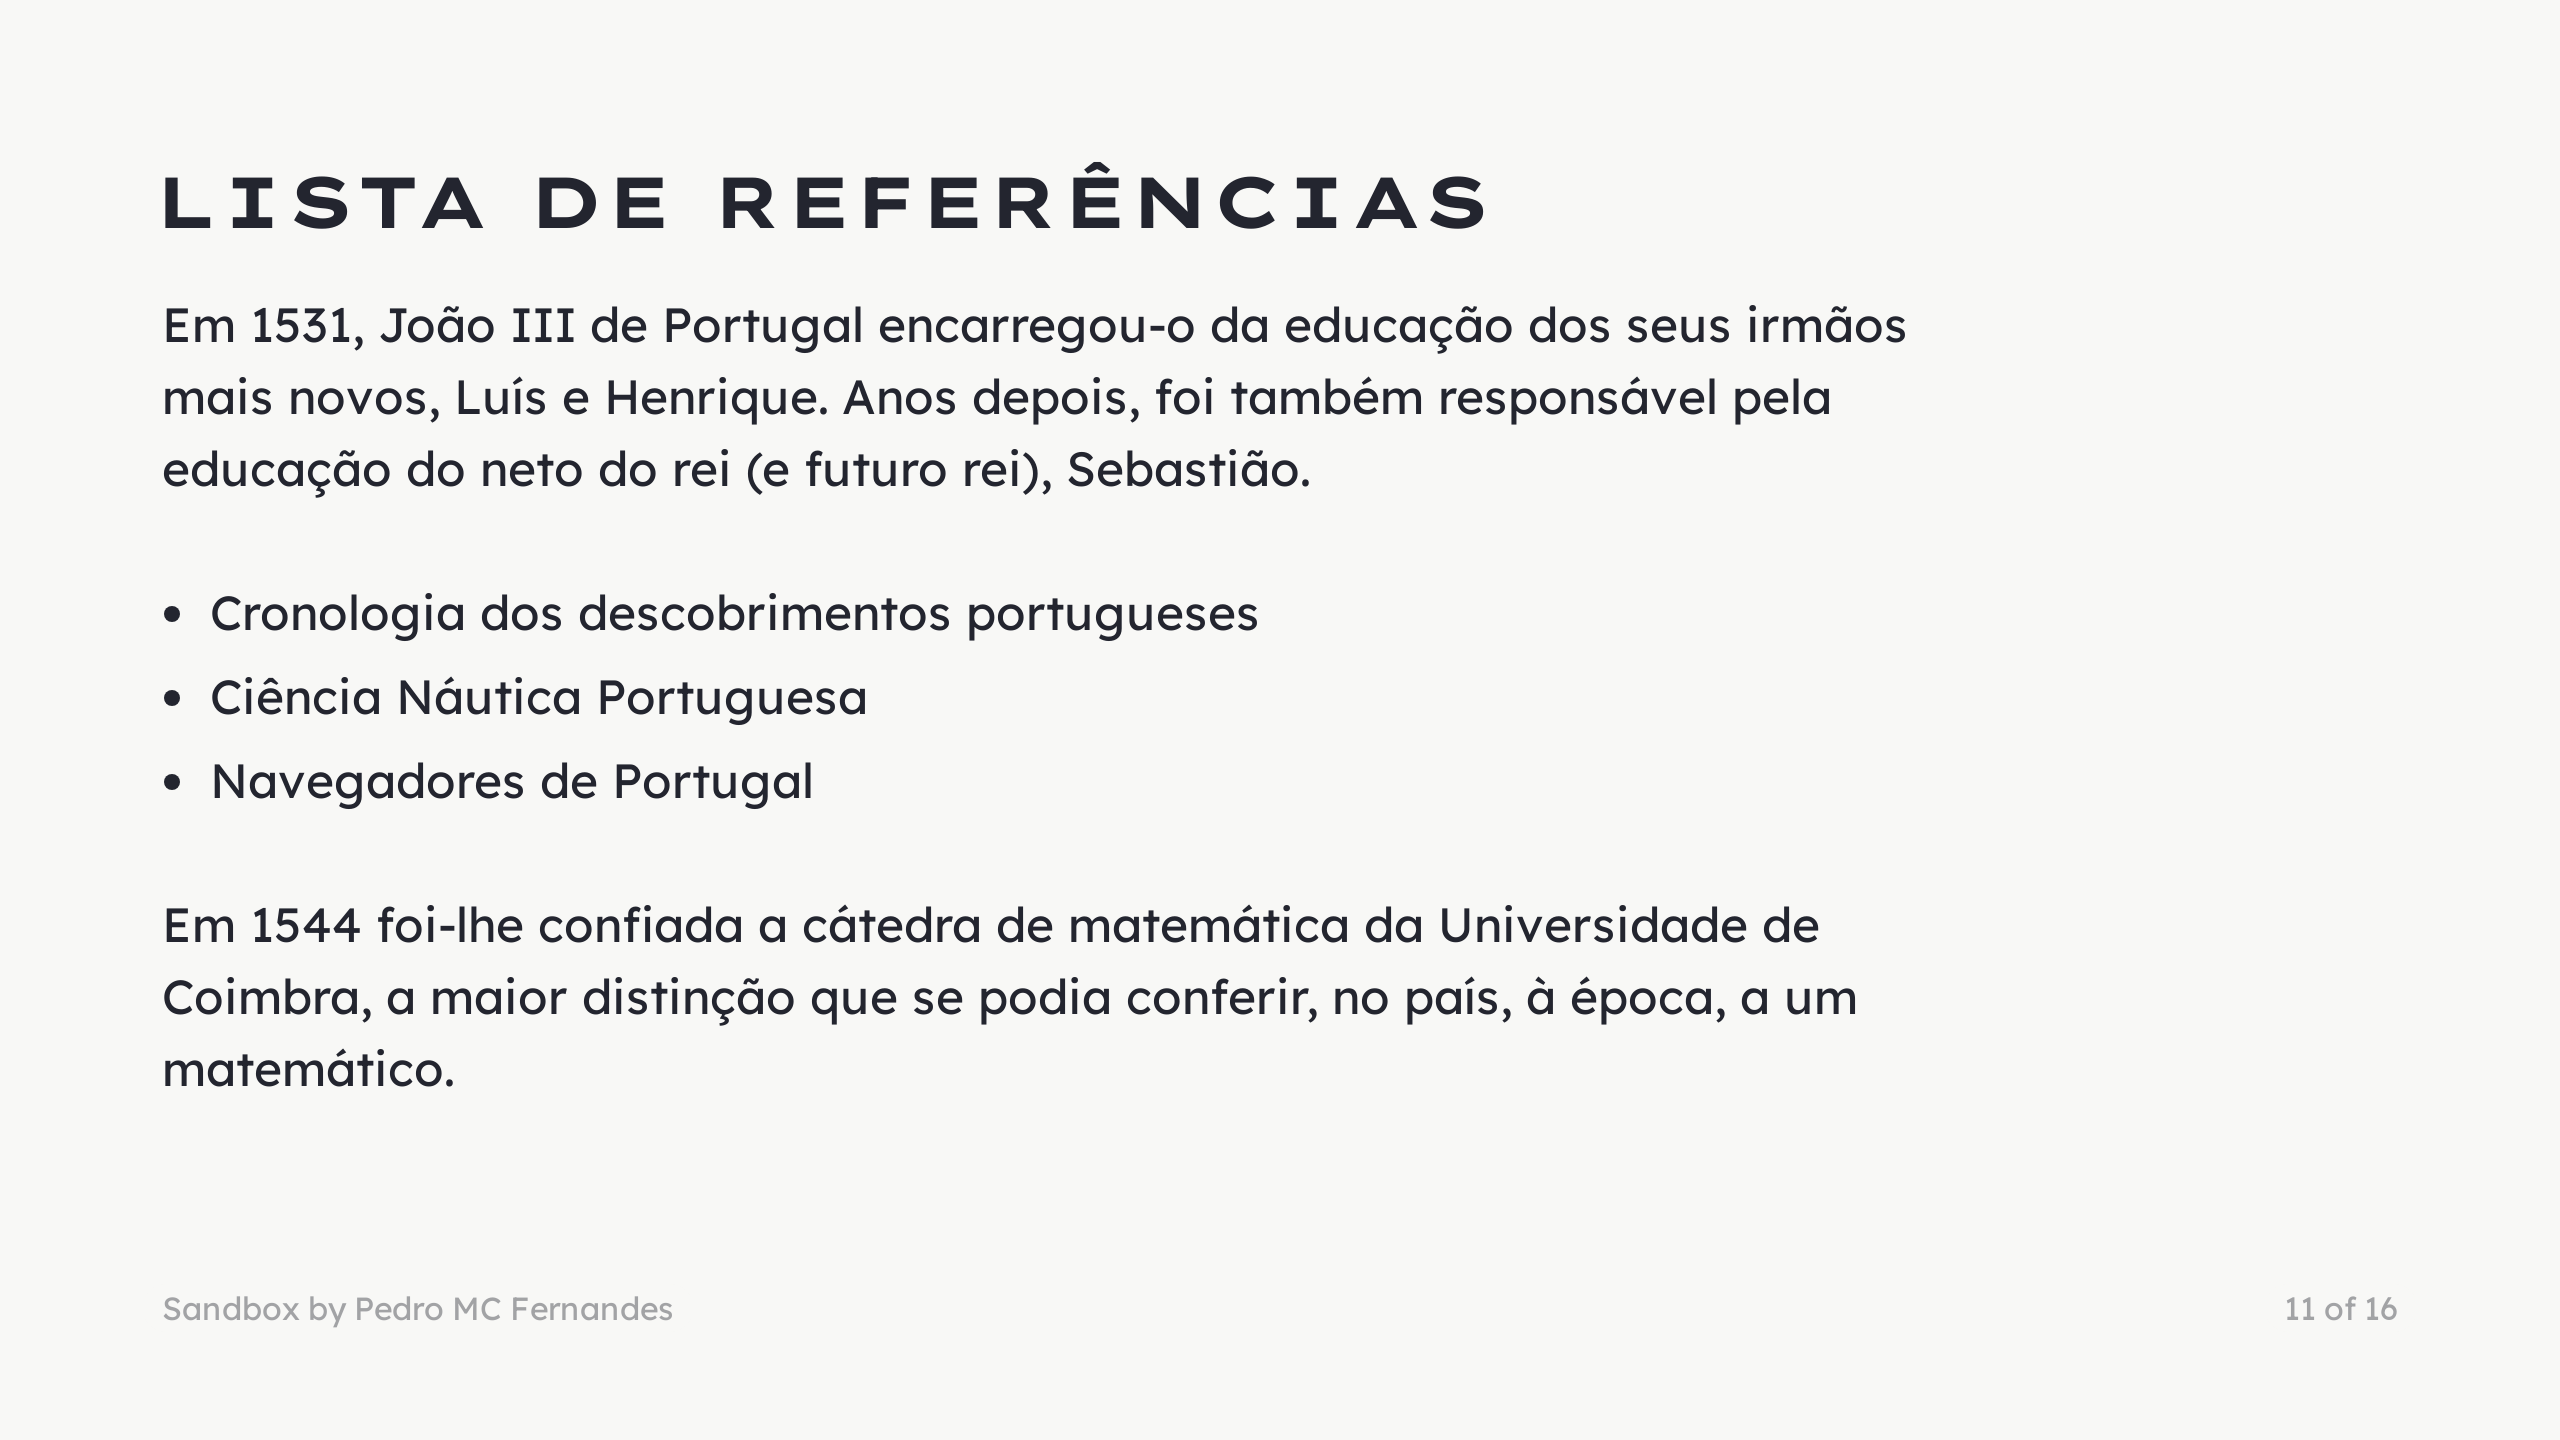 LISTA DE REFERÊNCIAS
Em 1531, João III de Portugal encarregou-o da educação dos seus irmãos
mais novos, Luís e Henrique. Anos depois, foi também responsável pela
educação do neto do rei (e futuro rei), Sebastião.
• Cronologia dos descobrimentos portugueses
• Ciência Náutica Portuguesa
• Navegadores de Portugal
Em 1544 foi-lhe confiada a cátedra de matemática da Universidade de
Coimbra, a maior distinção que se podia conferir, no país, à época, a um
matemático.
Sandbox by Pedro MC Fernandes
11 of 16